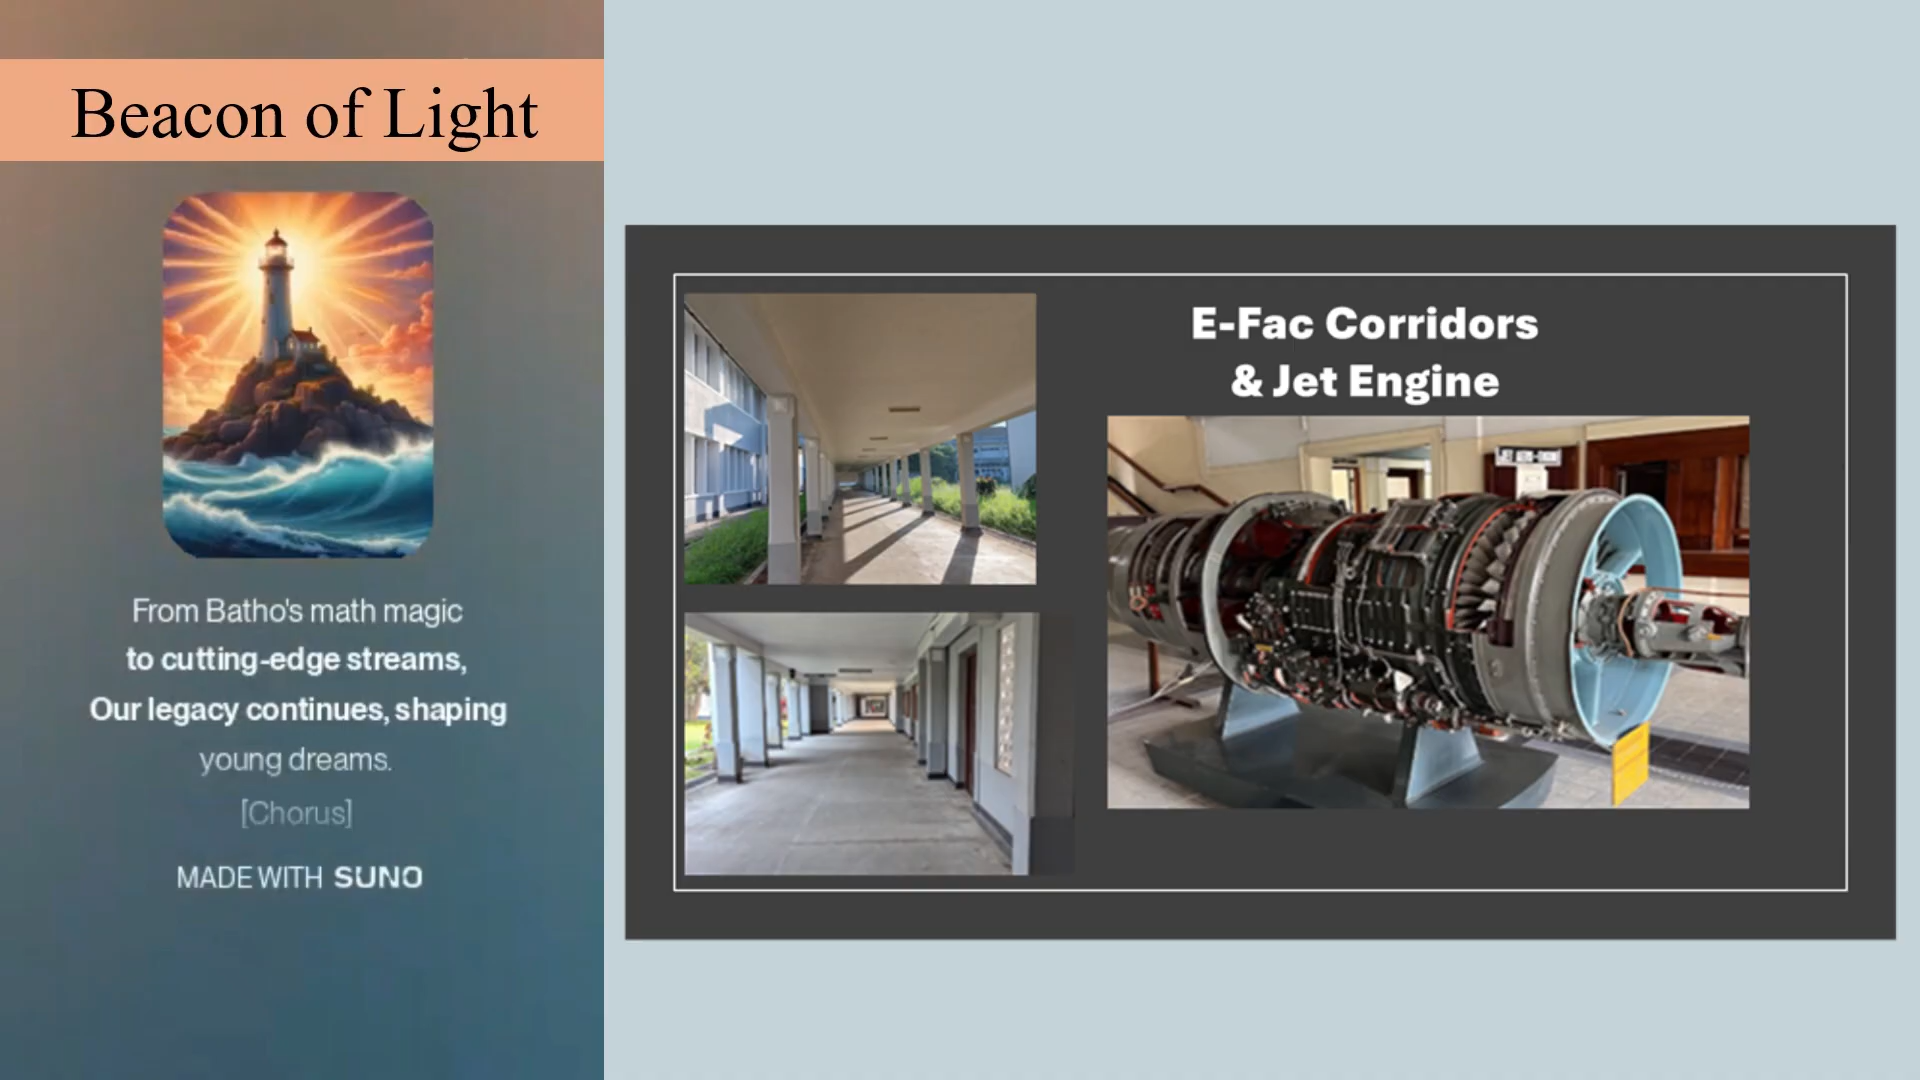 Beacon of Light
From Batho's math magic
to cutting-edge streams,
Our legacy continues, shaping
young dreams.
[Chorus]
MADE WITH SUNO
E-Fac Corridors
& Jet Engine